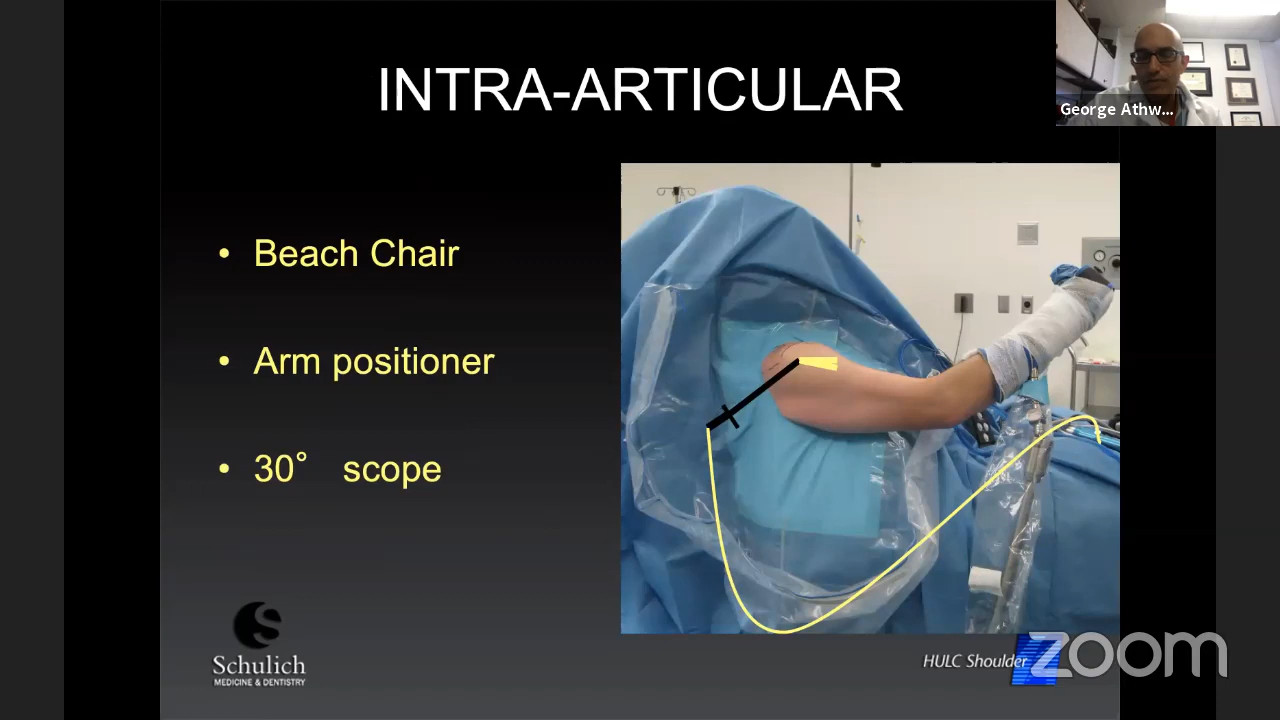 INTRA-ARTICULAR
George Athw...
• Beach Chair
• Arm positioner
• 30° scope
Schulich
MEDICINE & DENTISTRY
HULC Shoulder
zoom